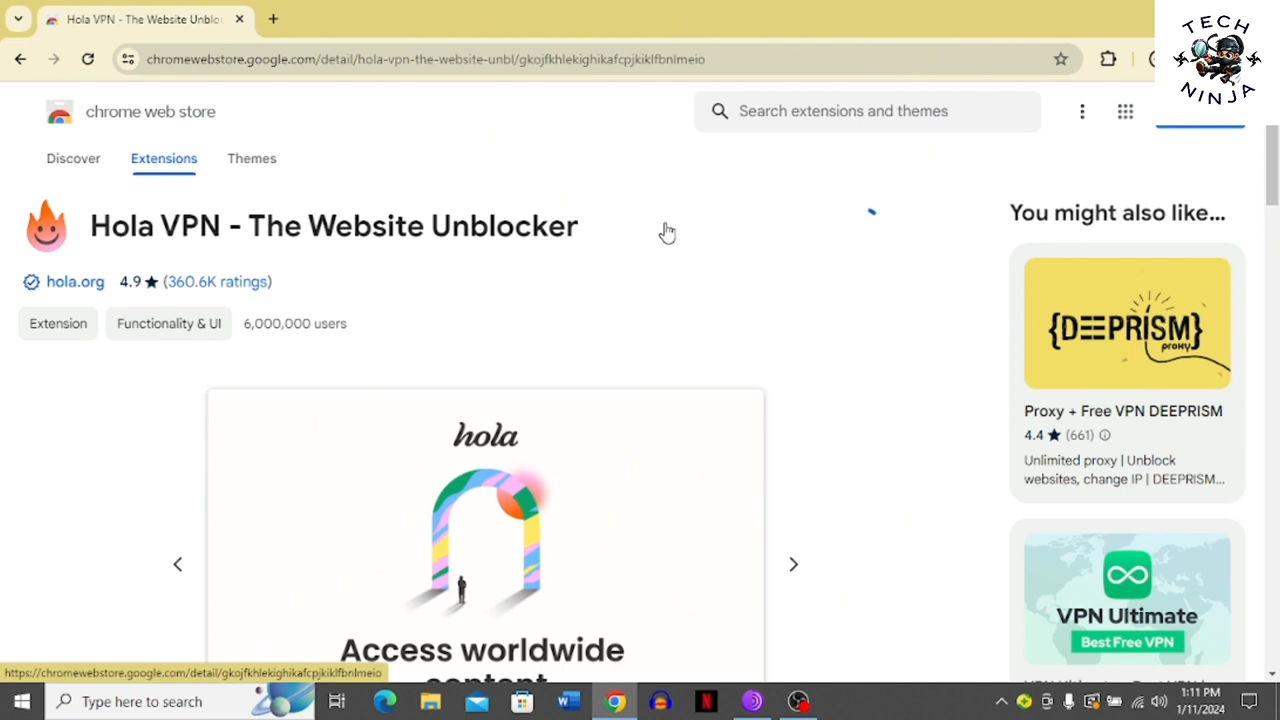 Hola VPN - The Website Unbloc
chromewebstore.google.com/detail/hola-vpn-the-website-unbl/gkojfkhlekighikafcpjkiklfbnlmeio
TECH
NINJA
chrome web store
Search extensions and themes
Discover
Extensions
Themes
Hola VPN - The Website Unblocker
hola.org
4.9 ★ (360.6K ratings)
Extension
Functionality & UI
6,000,000 users
hola
Access worldwide
content
You might also like...
{DEEPRISM}
proxy
Proxy + Free VPN DEEPRISM
4.4 ★ (661)
Unlimited proxy | Unblock
websites, change IP | DEEPRISM...
VPN Ultimate
Best Free VPN
https://chromewebstore.google.com/detail/gkojfkhlekighikafcpjkiklfbnlmeio
Type here to search
1:11 PM
1/11/2024